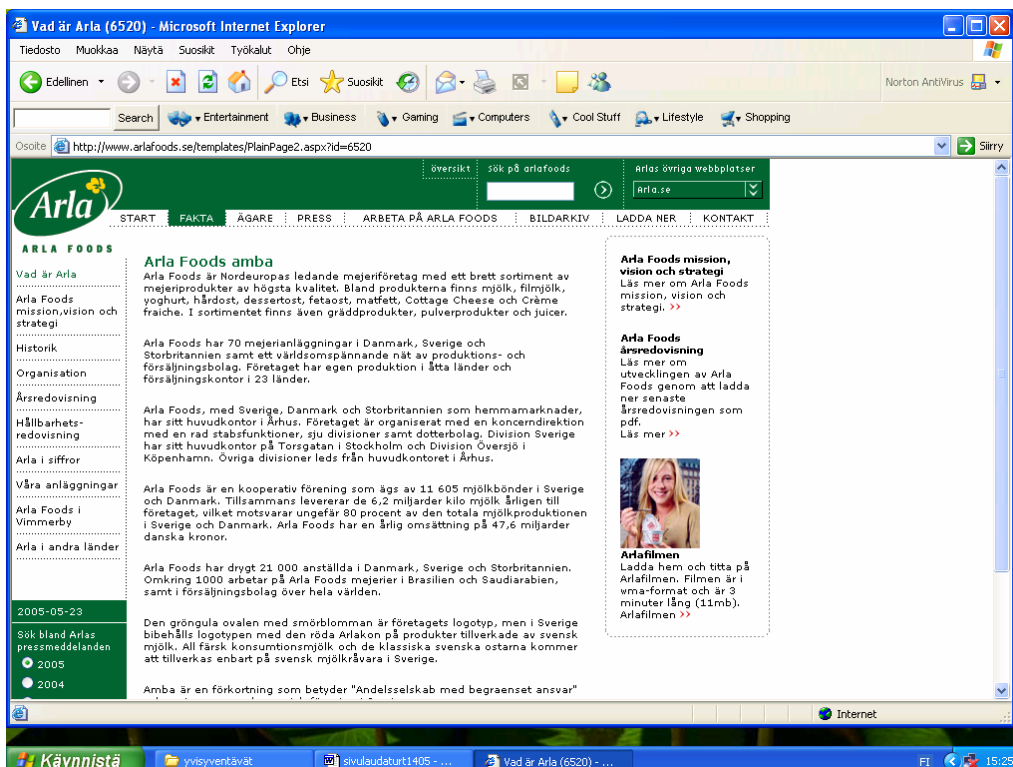 Vad är Arla (6520) - Microsoft Internet Explorer
Tiedosto Muokkaa Näytä Suosikit Työkalut Ohje
Edellinen Etsi Suosikit Norton AntiVirus
Search Entertainment Business Gaming Computers Cool Stuff Lifestyle Shopping
Osoite http://www.arlafoods.se/templates/PlainPage2.aspx?id=6520 Siirry
översikt Sök på arlafoods Arlas övriga webbplatser
Arla.se
Arla
START FAKTA ÄGARE PRESS ARBETA PÅ ARLA FOODS BILDARKIV LADDA NER KONTAKT
ARLA FOODS
Vad är Arla
Arla Foods
mission,vision och
strategi
Historik
Organisation
Årsredovisning
Hållbarhets-
redovisning
Arla i siffror
Våra anläggningar
Arla Foods i
Vimmerby
Arla i andra länder
2005-05-23
Sök bland Arlas
pressmeddelanden
2005
2004
Arla Foods amba
Arla Foods är Nordeuropas ledande mejeriföretag med ett brett sortiment av
mejeriprodukter av högsta kvalitet. Bland produkterna finns mjölk, filmjölk,
yoghurt, hårdost, dessertost, fetaost, matfett, Cottage Cheese och Crème
fraiche. I sortimentet finns även gräddprodukter, pulverprodukter och juicer.
Arla Foods har 70 mejerianläggningar i Danmark, Sverige och
Storbritannien samt ett världsomspännande nät av produktions- och
försäljningsbolag. Företaget har egen produktion i åtta länder och
försäljningskontor i 23 länder.
Arla Foods, med Sverige, Danmark och Storbritannien som hemmamarknader,
har sitt huvudkontor i Århus. Företaget är organiserat med en koncerndirektion
med en rad stabsfunktioner, sju divisioner samt dotterbolag. Division Sverige
har sitt huvudkontor på Torsgatan i Stockholm och Division Översjö i
Köpenhamn. Övriga divisioner leds från huvudkontoret i Århus.
Arla Foods är en kooperativ förening som ägs av 11 605 mjölkbönder i Sverige
och Danmark. Tillsammans levererar de 6,2 miljarder kilo mjölk årligen till
företaget, vilket motsvarar ungefär 80 procent av den totala mjölkproduktionen
i Sverige och Danmark. Arla Foods har en årlig omsättning på 47,6 miljarder
danska kronor.
Arla Foods har drygt 21 000 anställda i Danmark, Sverige och Storbritannien.
Omkring 1000 arbetar på Arla Foods mejerier i Brasilien och Saudiarabien,
samt i försäljningsbolag över hela världen.
Den gröngula ovalen med smörblomman är företagets logotyp, men i Sverige
bibehålls logotypen med den röda Arlakon på produkter tillverkade av svensk
mjölk. All färsk konsumtionsmjölk och de klassiska svenska ostarna kommer
att tillverkas enbart på svensk mjölkråvara i Sverige.
Amba är en förkortning som betyder "Andelsselskab med begraenset ansvar"
Arla Foods mission,
vision och strategi
Läs mer om Arla Foods
mission, vision och
strategi. >>
Arla Foods
årsredovisning
Läs mer om
utvecklingen av Arla
Foods genom att ladda
ner senaste
årsredovisningen som
pdf.
Läs mer >>
Arlafilmen
Ladda hem och titta på
Arlafilmen. Filmen är i
wma-format och är 3
minuter lång (11mb).
Arlafilmen >>
Internet
Käynnistä yvisyventävät sivulaudaturt1405 - ... Vad är Arla (6520) - ... FI 15:25